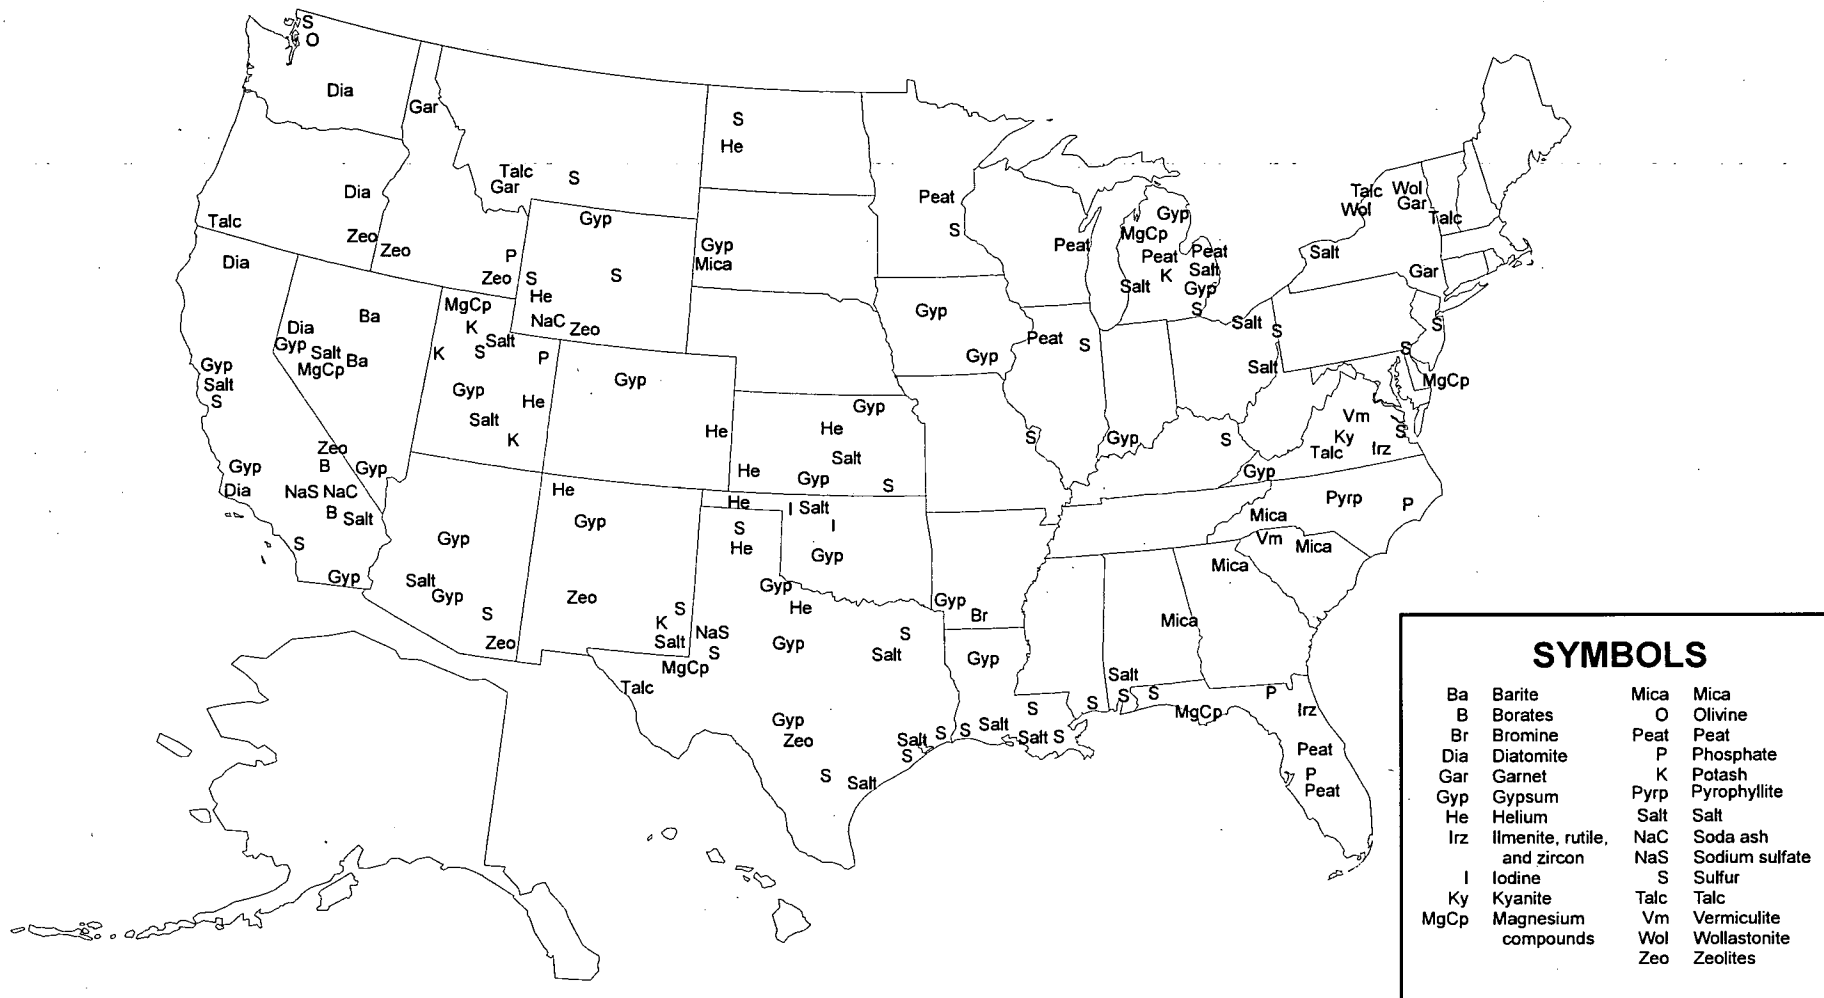 S
O
Dia
Gar
S
He
Talc
Gar
S
Dia
Talc
Zeo
Zeo
P
Zeo
Gyp
S
S
He
NaC
Zeo
Gyp
Mica
Peat
S
Peat
Gyp
MgCp
Peat
K
Salt
Peat
Salt
Gyp
S
Talc
Wol
Wol
Gar
Talc
Salt
Gar
Dia
Ba
Dia
Gyp
Salt
MgCp
Ba
Gyp
Salt
S
MgCp
K
K
S
Salt
P
Gyp
He
Salt
K
Gyp
He
Gyp
Gyp
Peat
S
Salt
S
Salt
S
S
MgCp
Gyp
He
Salt
He
Gyp
S
S
Gyp
S
Vm
Ky
Talc
Irz
S
Gyp
Zeo
B
Gyp
Gyp
Dia
NaS
NaC
B
Salt
S
Gyp
Gyp
Salt
Gyp
S
Zeo
He
Gyp
Zeo
S
K
Salt
He
I
Salt
I
S
He
Gyp
Gyp
He
NaS
S
MgCp
Talc
Gyp
S
Salt
Gyp
Zeo
S
Salt
Salt
S
S
Gyp
Br
Gyp
S
S
Salt
Salt
S
S
Pyrp
P
Mica
Vm
Mica
Mica
Mica
Salt
S
S
MgCp
P
Irz
Peat
P
Peat
SYMBOLS
Ba Barite Mica Mica
B Borates O Olivine
Br Bromine Peat Peat
Dia Diatomite P Phosphate
Gar Garnet K Potash
Gyp Gypsum Pyrp Pyrophyllite
He Helium Salt Salt
Irz Ilmenite, rutile, NaC Soda ash
and zircon NaS Sodium sulfate
I Iodine S Sulfur
Ky Kyanite Talc Talc
MgCp Magnesium Vm Vermiculite
compounds Wol Wollastonite
Zeo Zeolites